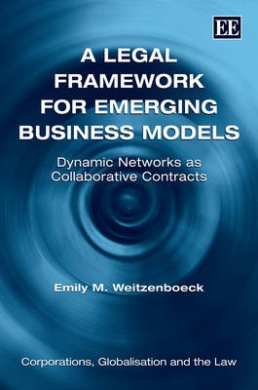 EE
A LEGAL
FRAMEWORK
FOR EMERGING
BUSINESS MODELS
Dynamic Networks as
Collaborative Contracts
Emily M. Weitzenboeck
Corporations, Globalisation and the Law